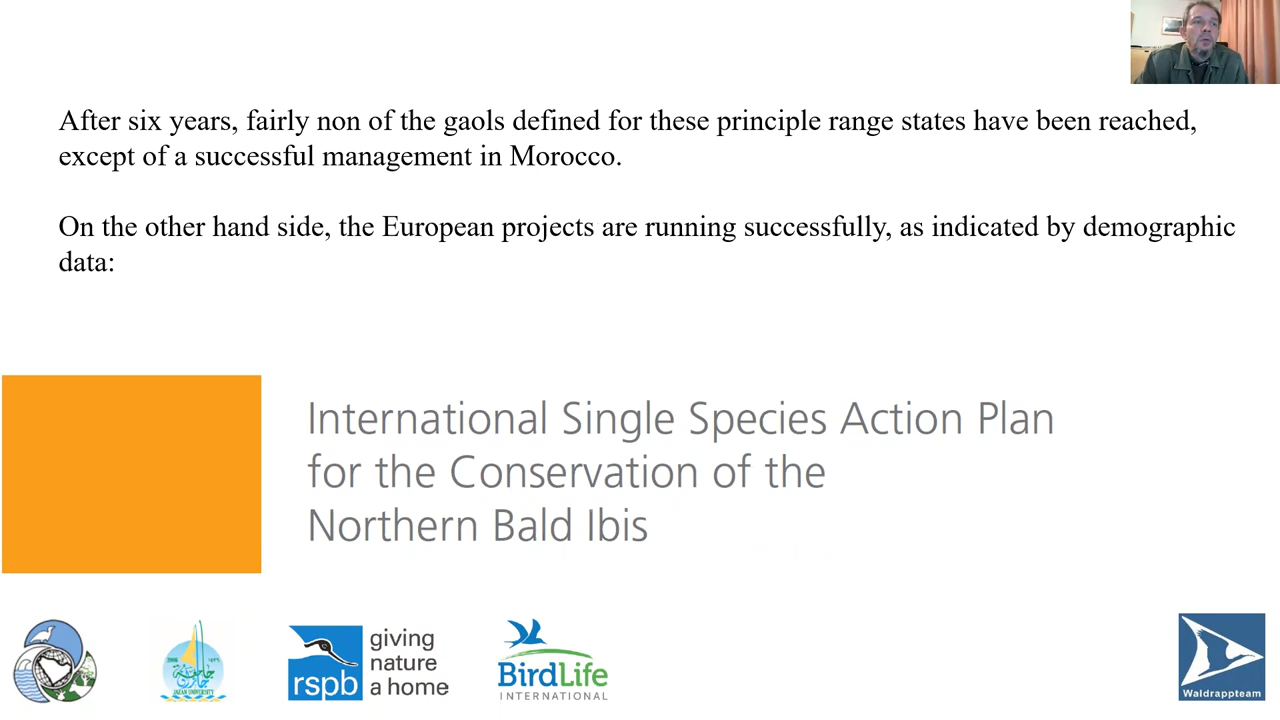 After six years, fairly non of the gaols defined for these principle range states have been reached,
except of a successful management in Morocco.
On the other hand side, the European projects are running successfully, as indicated by demographic
data:
International Single Species Action Plan
for the Conservation of the
Northern Bald Ibis
JAZAN UNIVERSITY
rspb
giving
nature
a home
BirdLife
INTERNATIONAL
Waldrappteam